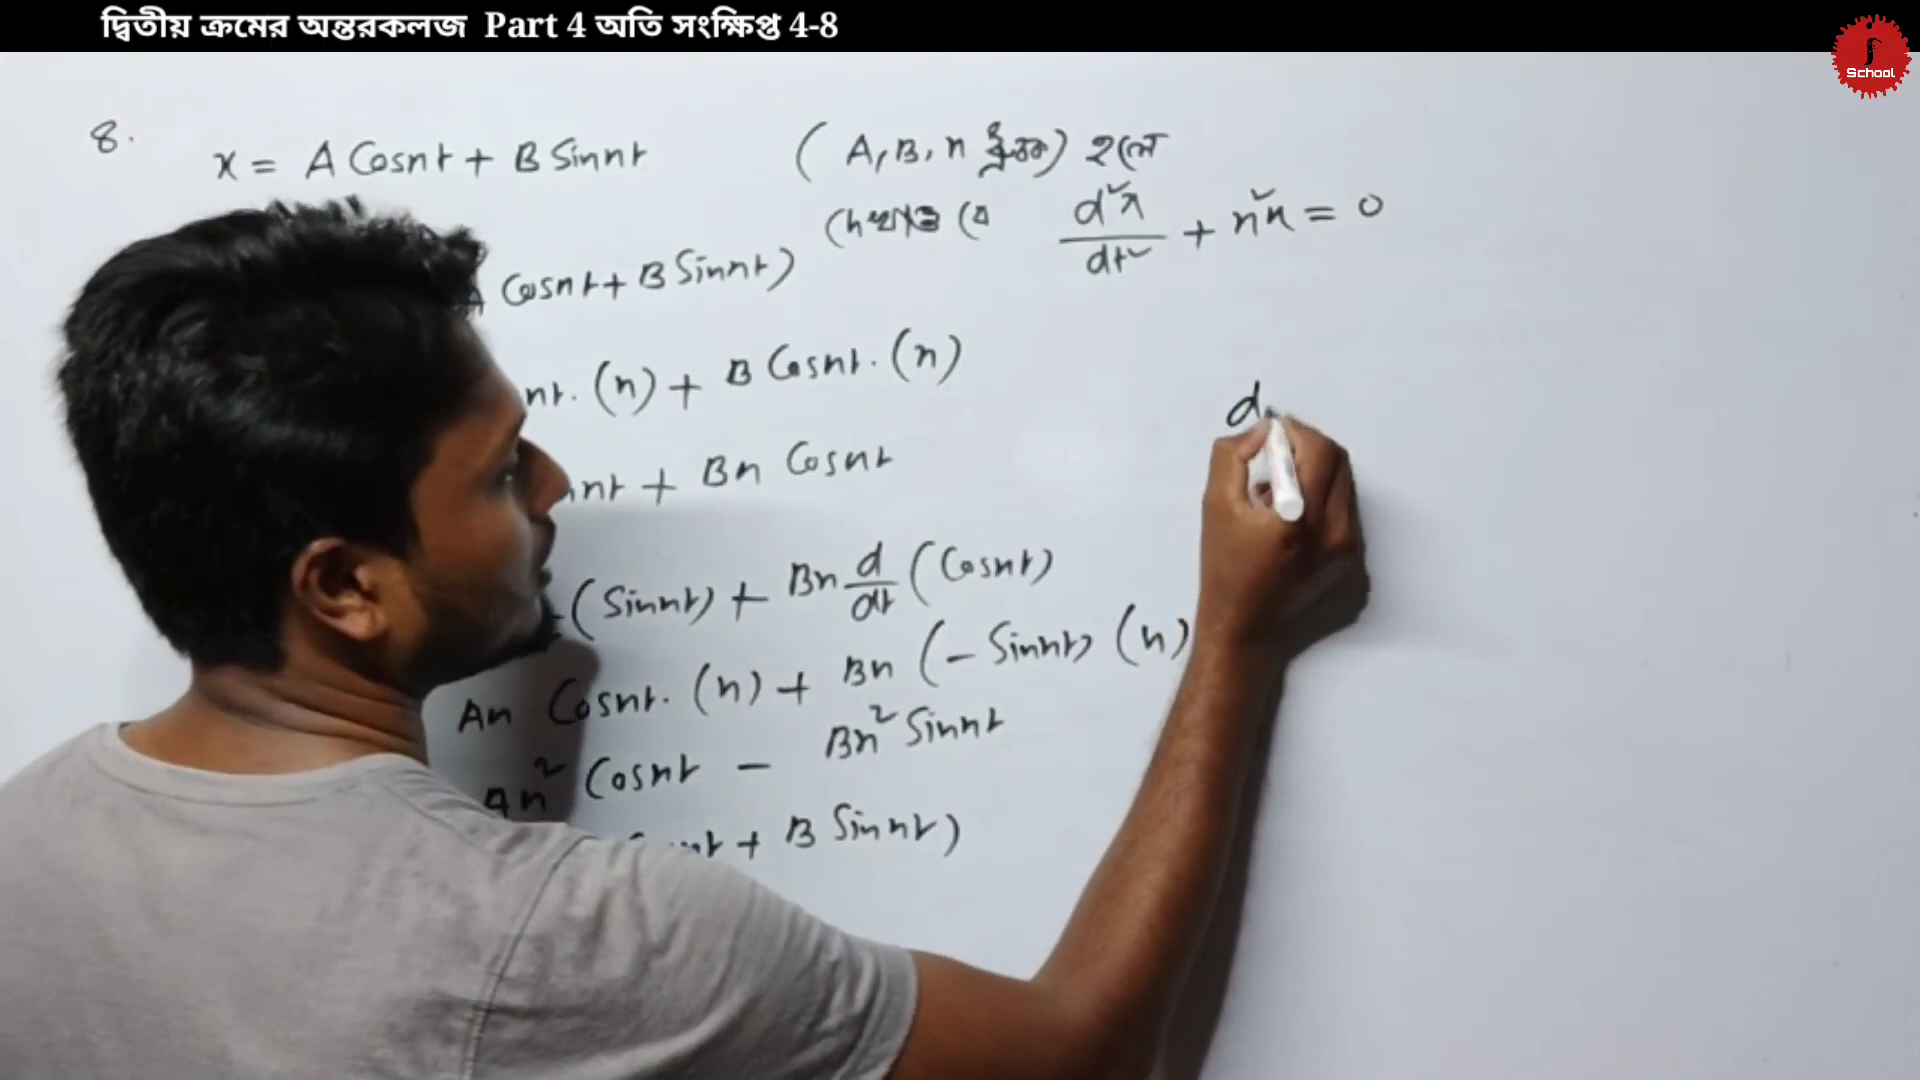 দ্বিতীয় ক্রমের অন্তরকলজ Part 4 অতি সংক্ষিপ্ত 4-8
School
8.
x = A Cosnt + B Sinnt (A, B, n ধ্রুবক) হলে
দেখাও যে d²x/dt² + n²x = 0
Cosnt + B Sinnt)
nt. (n) + B Cosnt. (n)
nt + Bn Cosnt
d
(Sinnt) + Bn d/dt (Cosnt)
An Cosnt. (n) + Bn (- Sinnt) (n)
An² Cosnt - Bn² Sinnt
nt + B Sinnt)